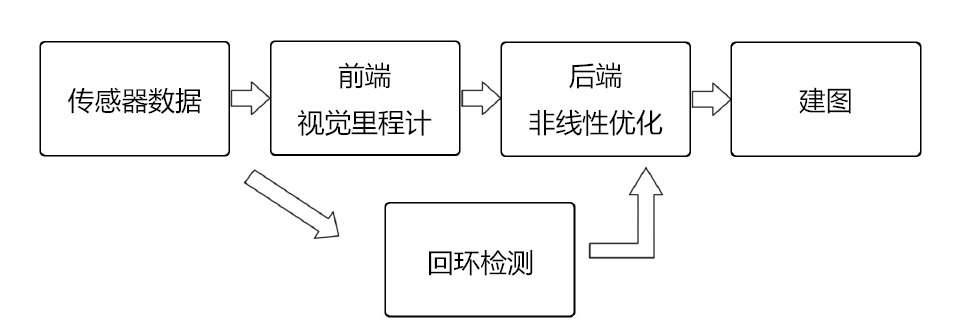 传感器数据
前端
视觉里程计
后端
非线性优化
建图
回环检测